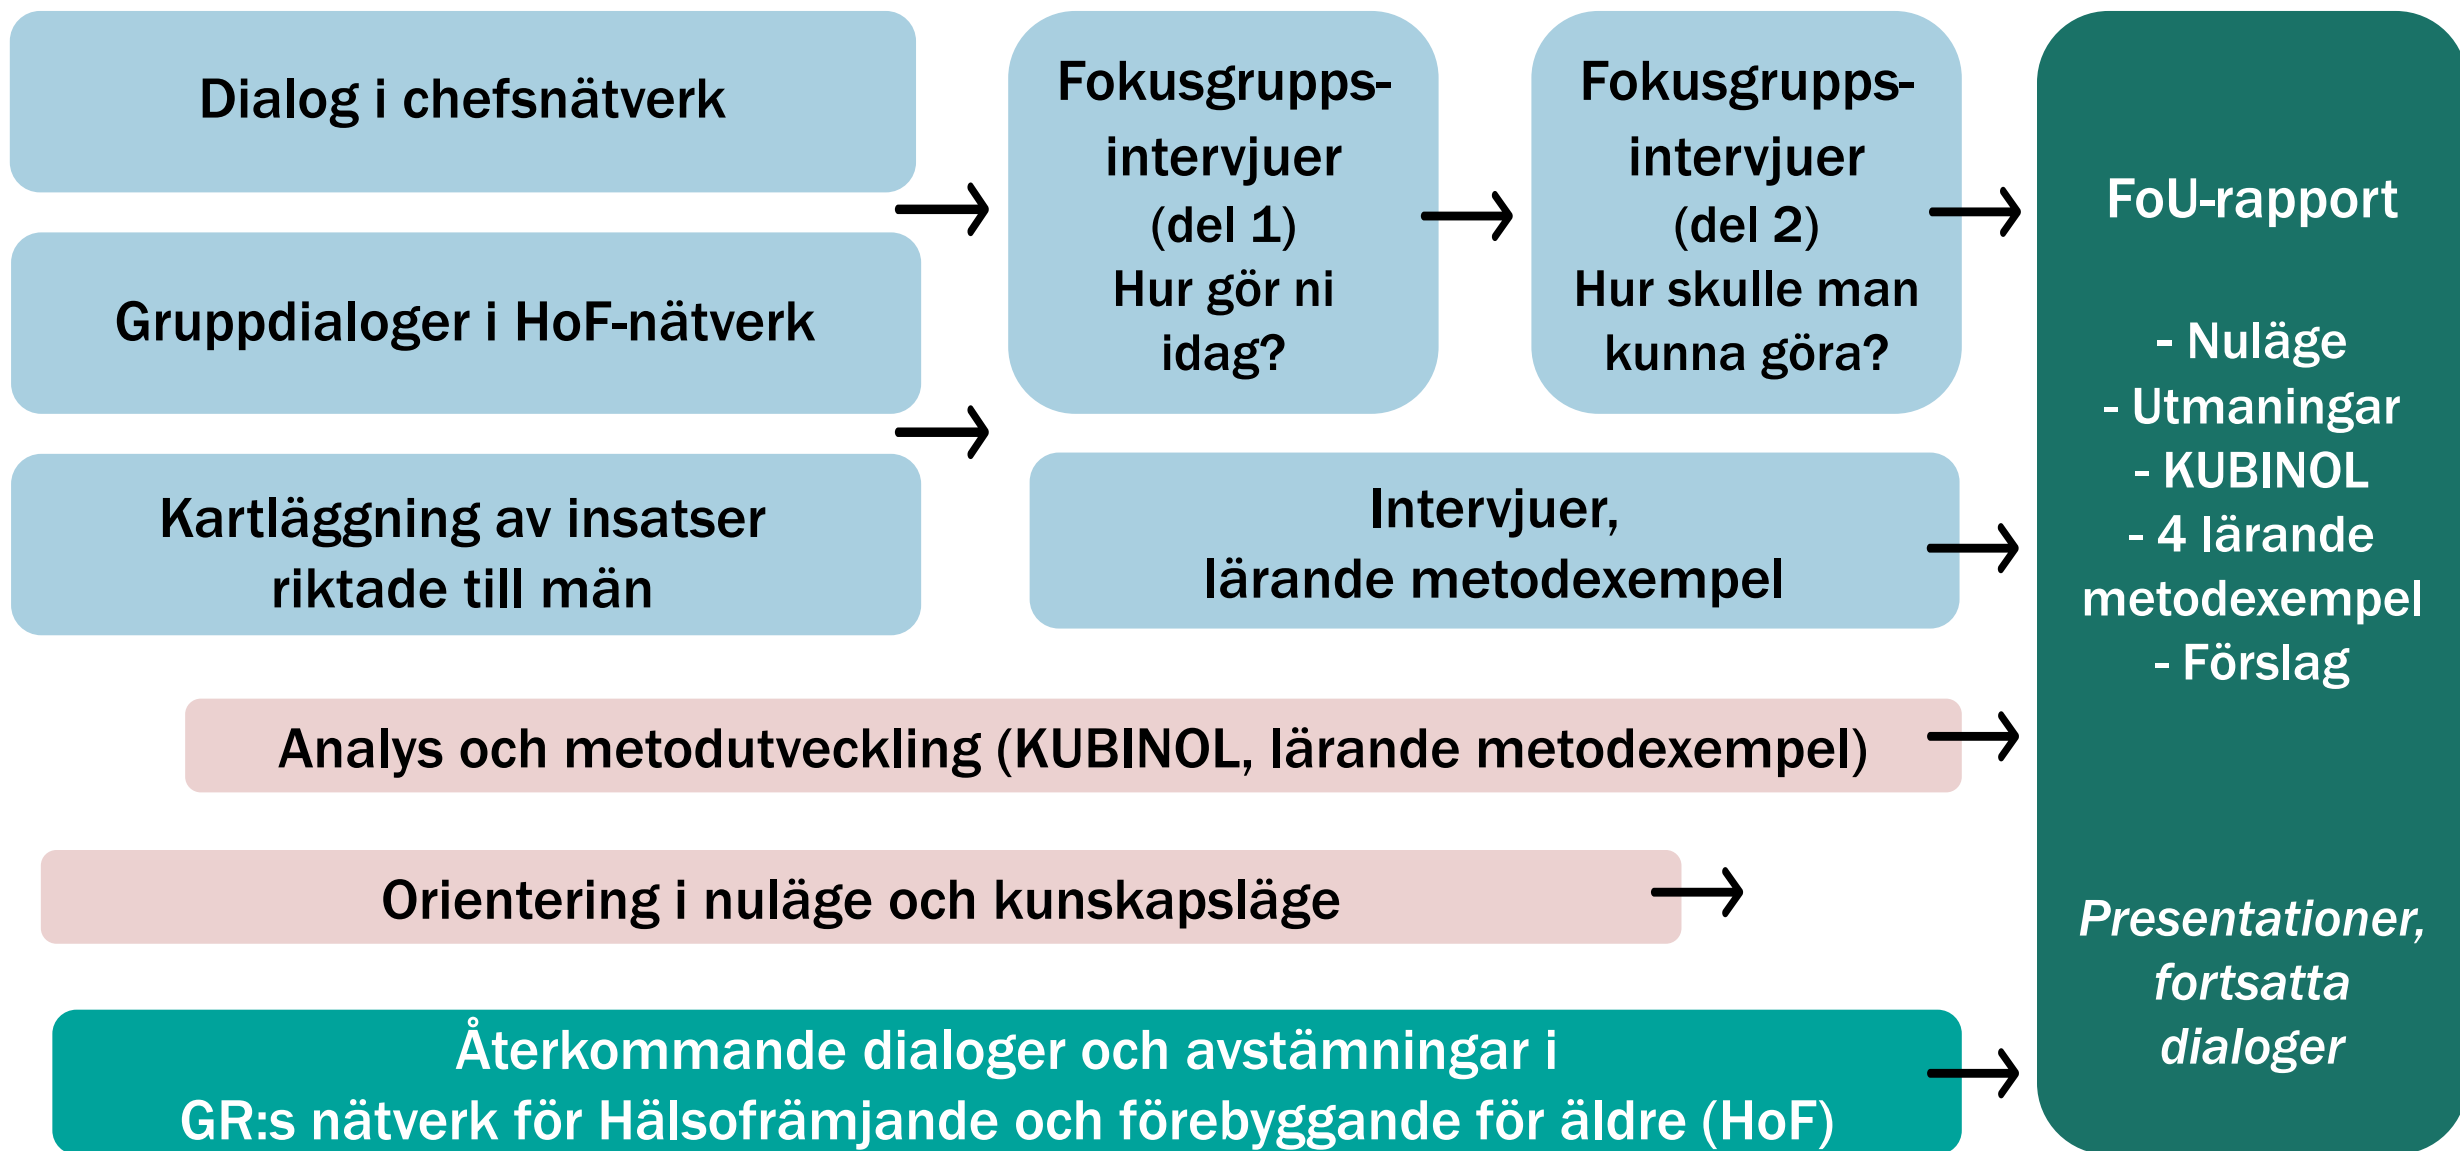 Dialog i chefsnätverk
Gruppdialoger i HoF-nätverk
Kartläggning av insatser
riktade till män
Fokusgrupps-
intervjuer
(del 1)
Hur gör ni
idag?
Fokusgrupps-
intervjuer
(del 2)
Hur skulle man
kunna göra?
Intervjuer,
lärande metodexempel
Analys och metodutveckling (KUBINOL, lärande metodexempel)
Orientering i nuläge och kunskapsläge
Återkommande dialoger och avstämningar i
GR:s nätverk för Hälsofrämjande och förebyggande för äldre (HoF)
FoU-rapport
- Nuläge
- Utmaningar
- KUBINOL
- 4 lärande
metodexempel
- Förslag
Presentationer,
fortsatta
dialoger